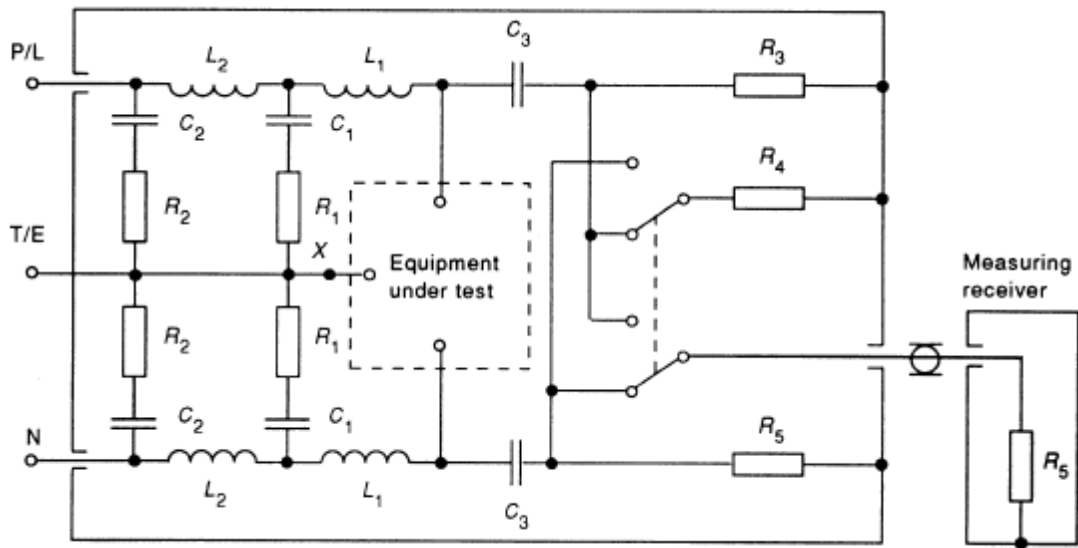 P/L
L2
L1
C3
R3
C2
C1
R4
R2
R1
T/E
X
Equipment
under test
Measuring
receiver
R2
R1
C2
C1
N
R5
R5
L2
L1
C3